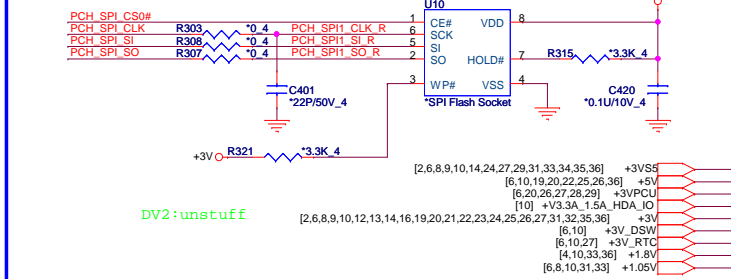 U10
PCH_SPI_CS0# 1 CE# VDD 8
PCH_SPI_CLK R303 *0_4 PCH_SPI1_CLK_R 6 SCK
PCH_SPI_SI R308 *0_4 PCH_SPI1_SI_R 5 SI
PCH_SPI_SO R307 *0_4 PCH_SPI1_SO_R 2 SO HOLD# 7 R315 *3.3K_4
3 WP# VSS 4
*SPI Flash Socket
C401
*22P/50V_4
C420
*0.1U/10V_4
+3V R321 *3.3K_4
DV2:unstuff
[2,6,8,9,10,14,24,27,29,31,33,34,35,36] +3VS5
[6,10,19,20,22,25,26,36] +5V
[6,20,26,27,28,29] +3VPCU
[10] +V3.3A_1.5A_HDA_IO
[2,6,8,9,10,12,13,14,16,19,20,21,22,23,24,25,26,27,31,32,35,36] +3V
[6,10] +3V_DSW
[6,10,27] +3V_RTC
[4,10,33,36] +1.8V
[6,8,10,31,33] +1.05V